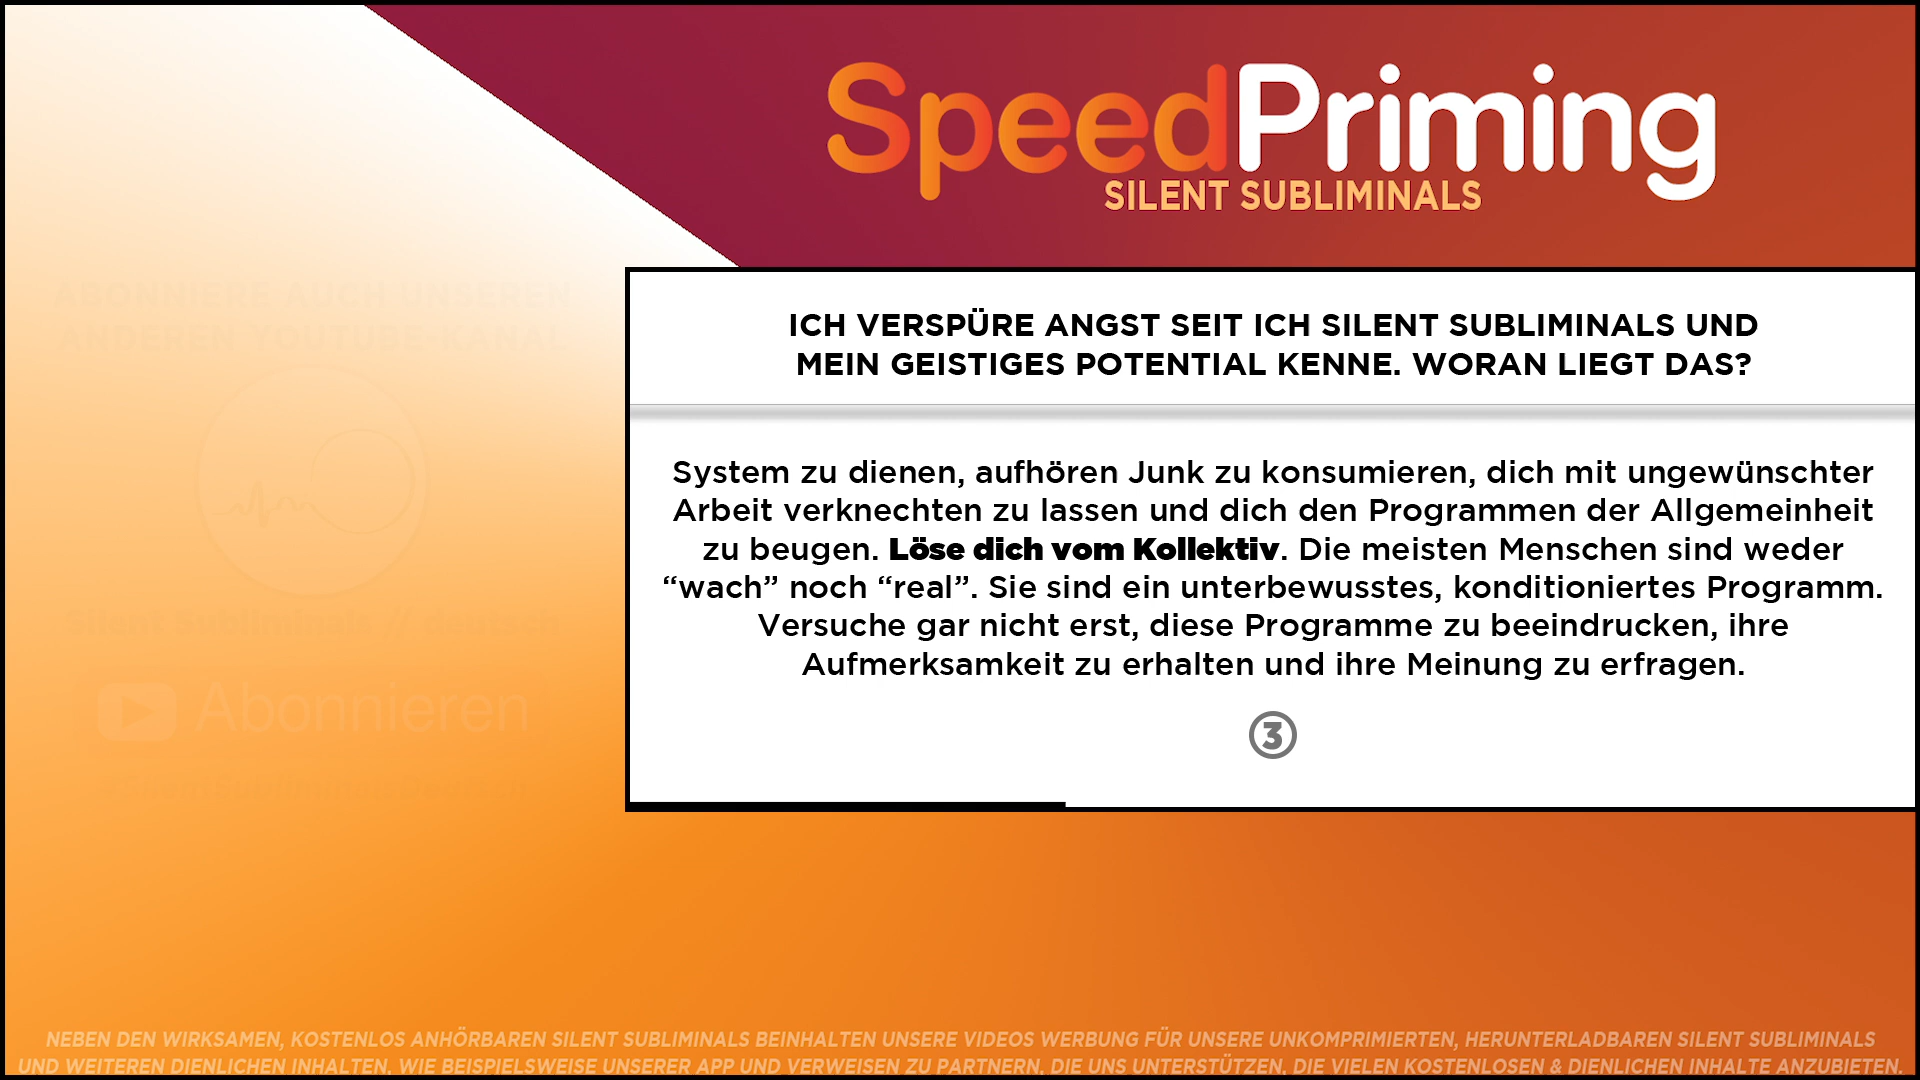 SpeedPriming
SILENT SUBLIMINALS
ABONNIERE AUCH UNSEREN
ANDEREN YOUTUBE-KANAL
Abonnieren
ICH VERSPÜRE ANGST SEIT ICH SILENT SUBLIMINALS UND
MEIN GEISTIGES POTENTIAL KENNE. WORAN LIEGT DAS?
System zu dienen, aufhören Junk zu konsumieren, dich mit ungewünschter
Arbeit verknechten zu lassen und dich den Programmen der Allgemeinheit
zu beugen. Löse dich vom Kollektiv. Die meisten Menschen sind weder
“wach” noch “real”. Sie sind ein unterbewusstes, konditioniertes Programm.
Versuche gar nicht erst, diese Programme zu beeindrucken, ihre
Aufmerksamkeit zu erhalten und ihre Meinung zu erfragen.
3
NEBEN DEN WIRKSAMEN, KOSTENLOS ANHÖRBAREN SILENT SUBLIMINALS BEINHALTEN UNSERE VIDEOS WERBUNG FÜR UNSERE UNKOMPRIMIERTEN, HERUNTERLADBAREN SILENT SUBLIMINALS
UND WEITEREN DIENLICHEN INHALTEN, WIE BEISPIELSWEISE UNSERER APP UND VERWEISEN ZU PARTNERN, DIE UNS UNTERSTÜTZEN, DIE VIELEN KOSTENLOSEN & DIENLICHEN INHALTE ANZUBIETEN.